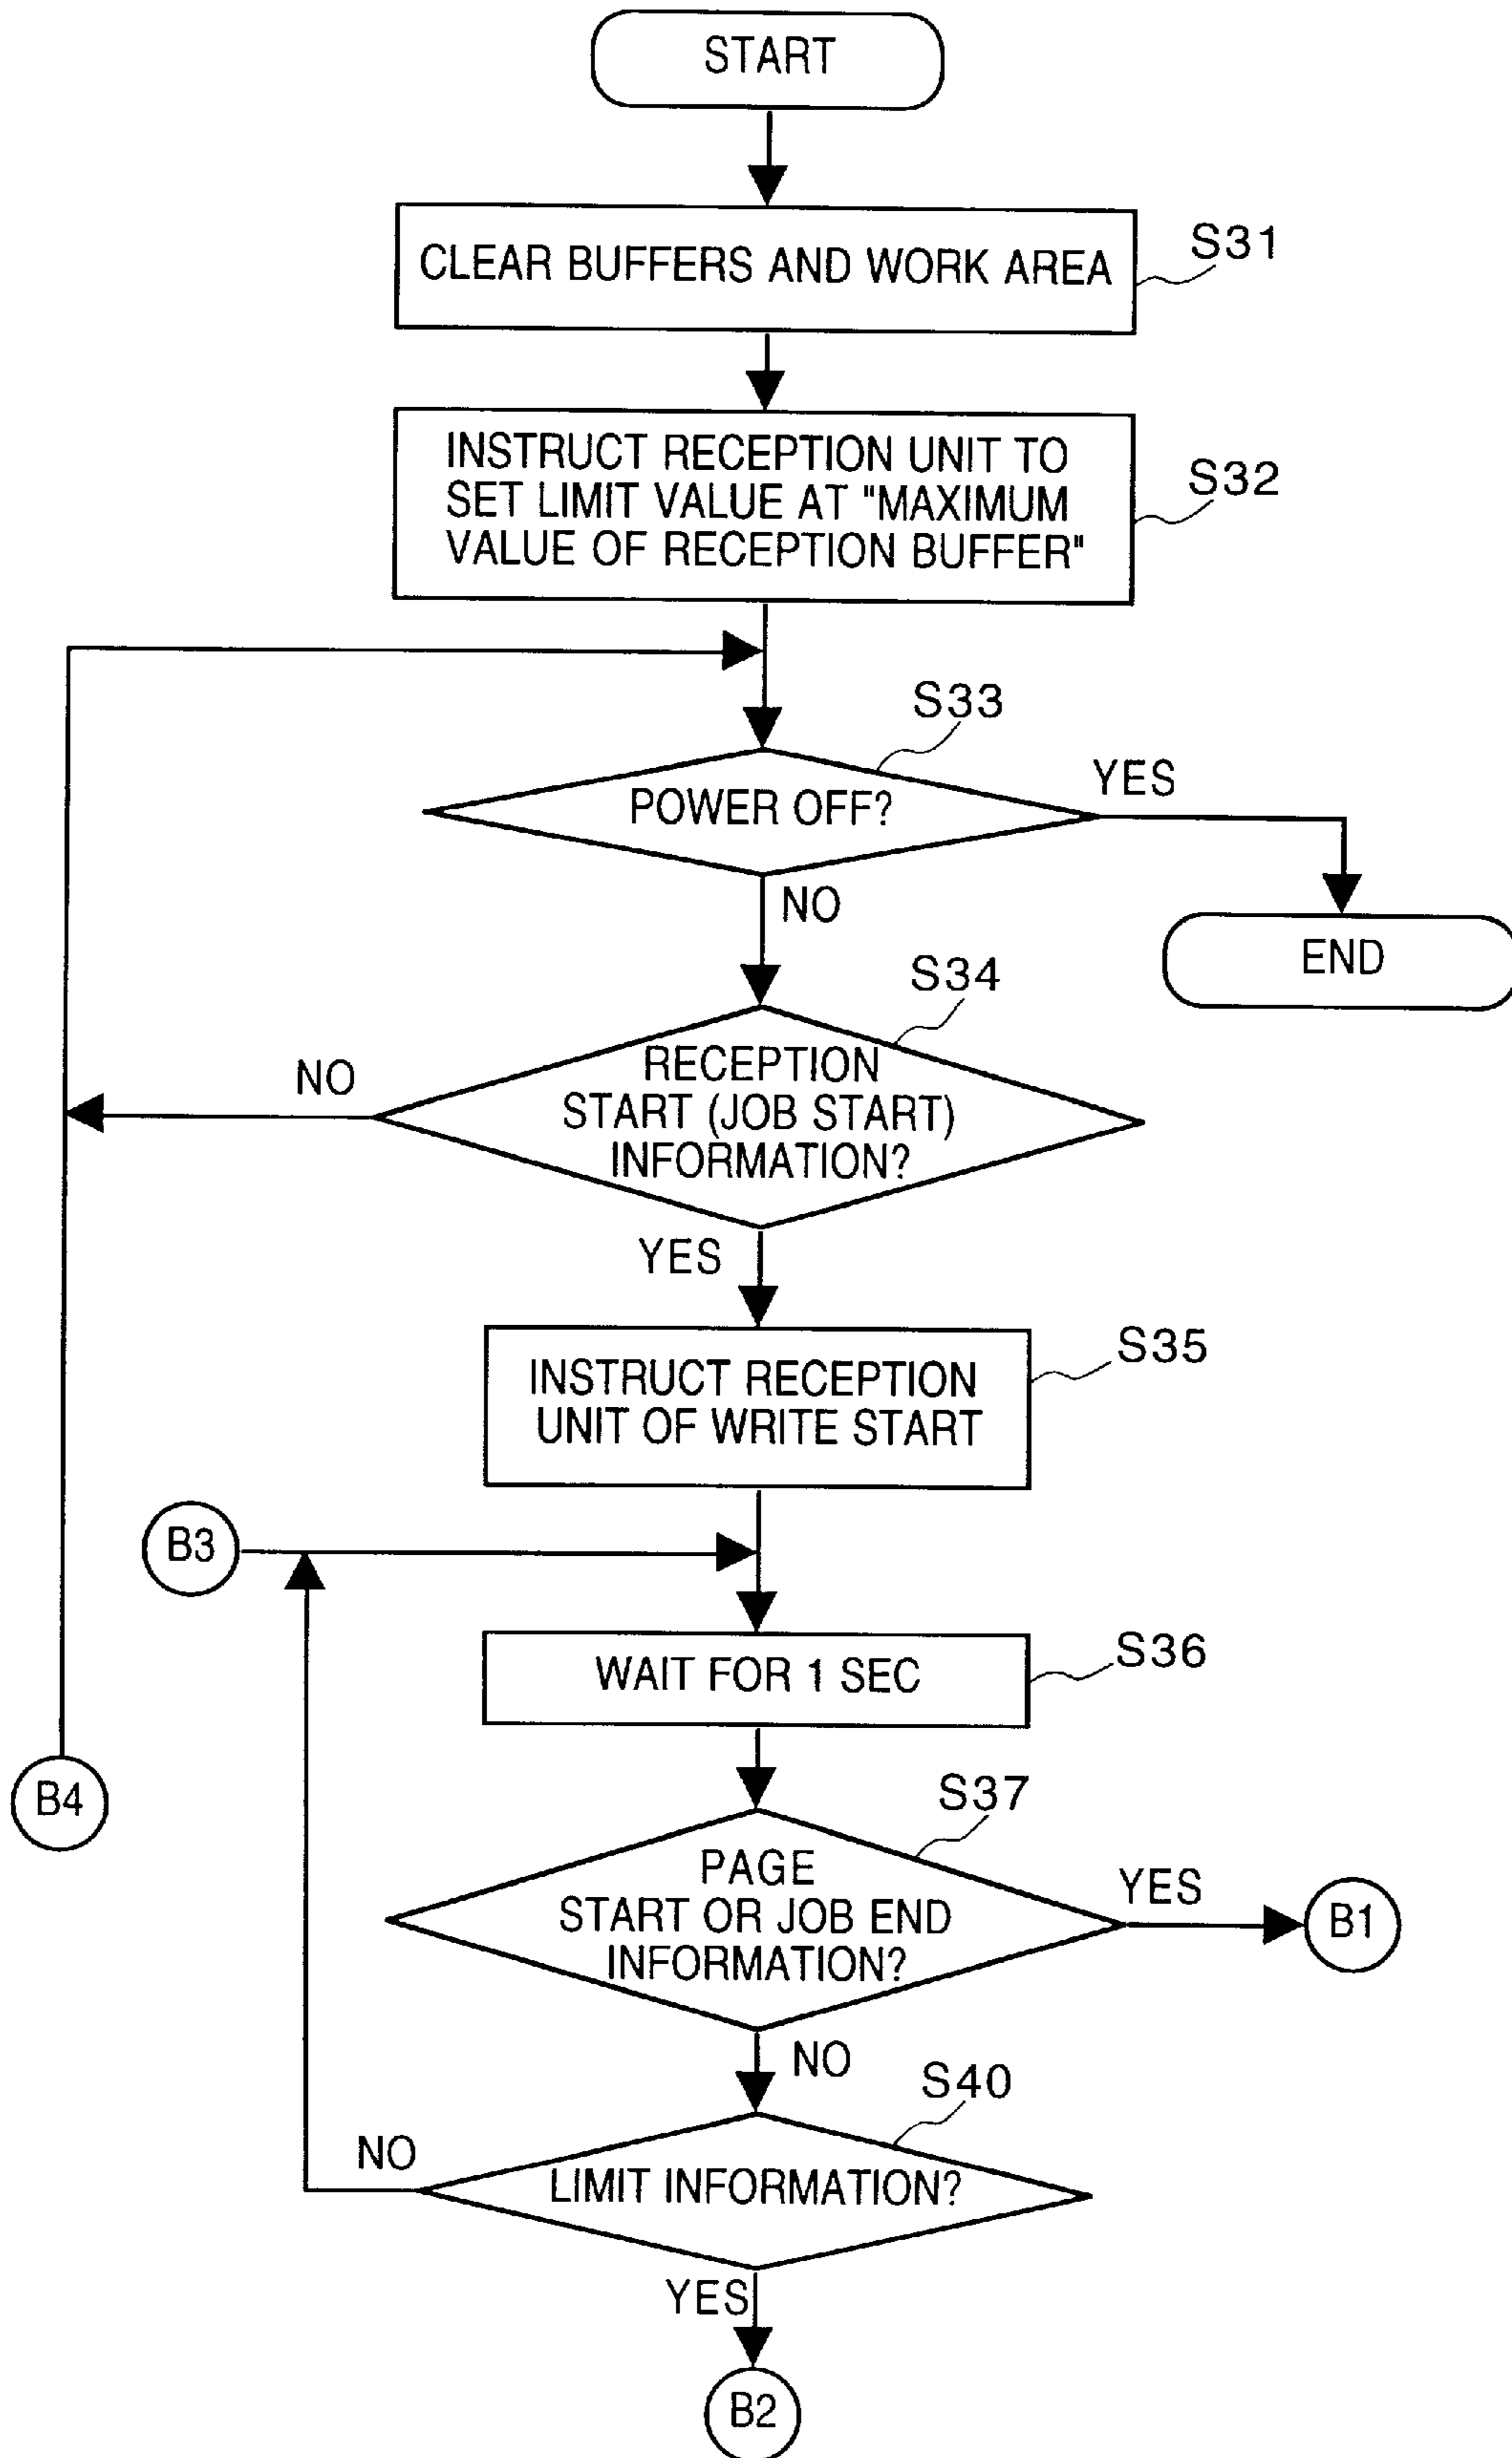 START
CLEAR BUFFERS AND WORK AREA
S31
INSTRUCT RECEPTION UNIT TO
SET LIMIT VALUE AT "MAXIMUM
VALUE OF RECEPTION BUFFER"
S32
S33
POWER OFF?
YES
NO
END
S34
RECEPTION
START (JOB START)
INFORMATION?
NO
YES
S35
INSTRUCT RECEPTION
UNIT OF WRITE START
B3
WAIT FOR 1 SEC
S36
B4
S37
PAGE
START OR JOB END
INFORMATION?
YES
B1
NO
S40
LIMIT INFORMATION?
NO
YES
B2